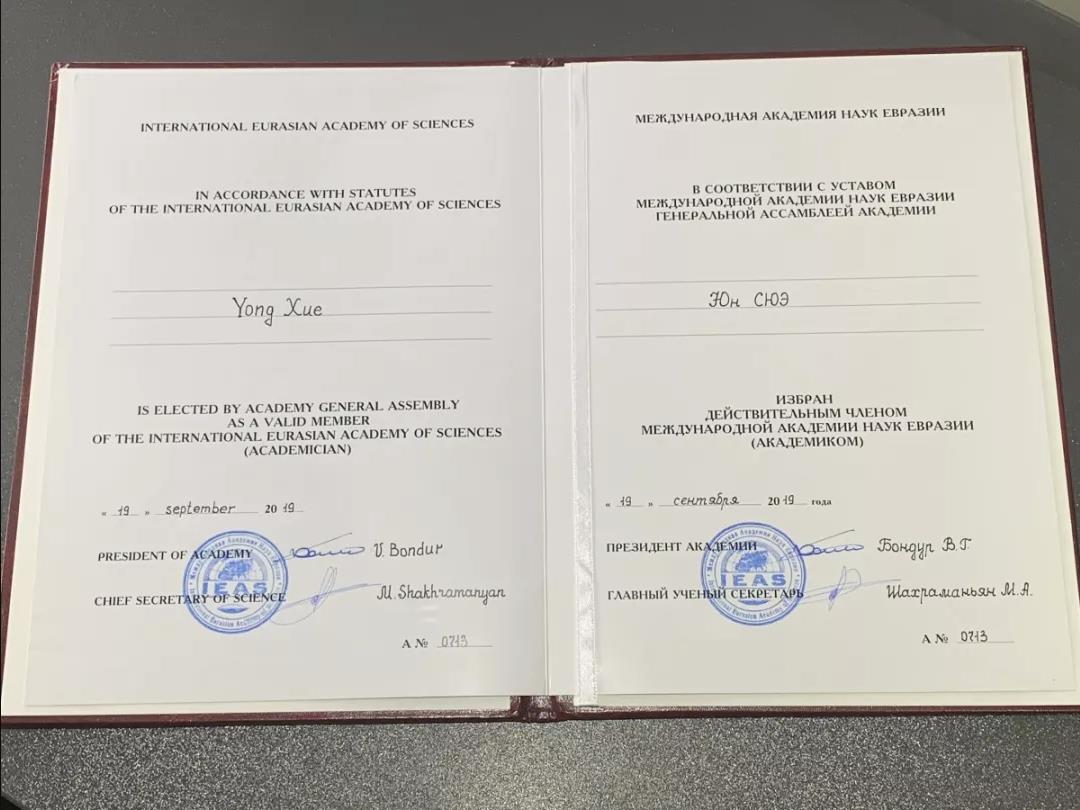 INTERNATIONAL EURASIAN ACADEMY OF SCIENCES
IN ACCORDANCE WITH STATUTES
OF THE INTERNATIONAL EURASIAN ACADEMY OF SCIENCES
Yong Xue
IS ELECTED BY ACADEMY GENERAL ASSEMBLY
AS A VALID MEMBER
OF THE INTERNATIONAL EURASIAN ACADEMY OF SCIENCES
(ACADEMICIAN)
« 19 » september 20 19
PRESIDENT OF ACADEMY V. Bondur
CHIEF SECRETARY OF SCIENCE M. Shakhramanyan
IEAS
А № 0713
МЕЖДУНАРОДНАЯ АКАДЕМИЯ НАУК ЕВРАЗИИ
В СООТВЕТСТВИИ С УСТАВОМ
МЕЖДУНАРОДНОЙ АКАДЕМИИ НАУК ЕВРАЗИИ
ГЕНЕРАЛЬНОЙ АССАМБЛЕЕЙ АКАДЕМИИ
Юн СЮЭ
ИЗБРАН
ДЕЙСТВИТЕЛЬНЫМ ЧЛЕНОМ
МЕЖДУНАРОДНОЙ АКАДЕМИИ НАУК ЕВРАЗИИ
(АКАДЕМИКОМ)
« 19 » сентября 20 19 года
ПРЕЗИДЕНТ АКАДЕМИИ Бондур В.Г.
ГЛАВНЫЙ УЧЕНЫЙ СЕКРЕТАРЬ Шахраманьян М.А.
IEAS
А № 0713